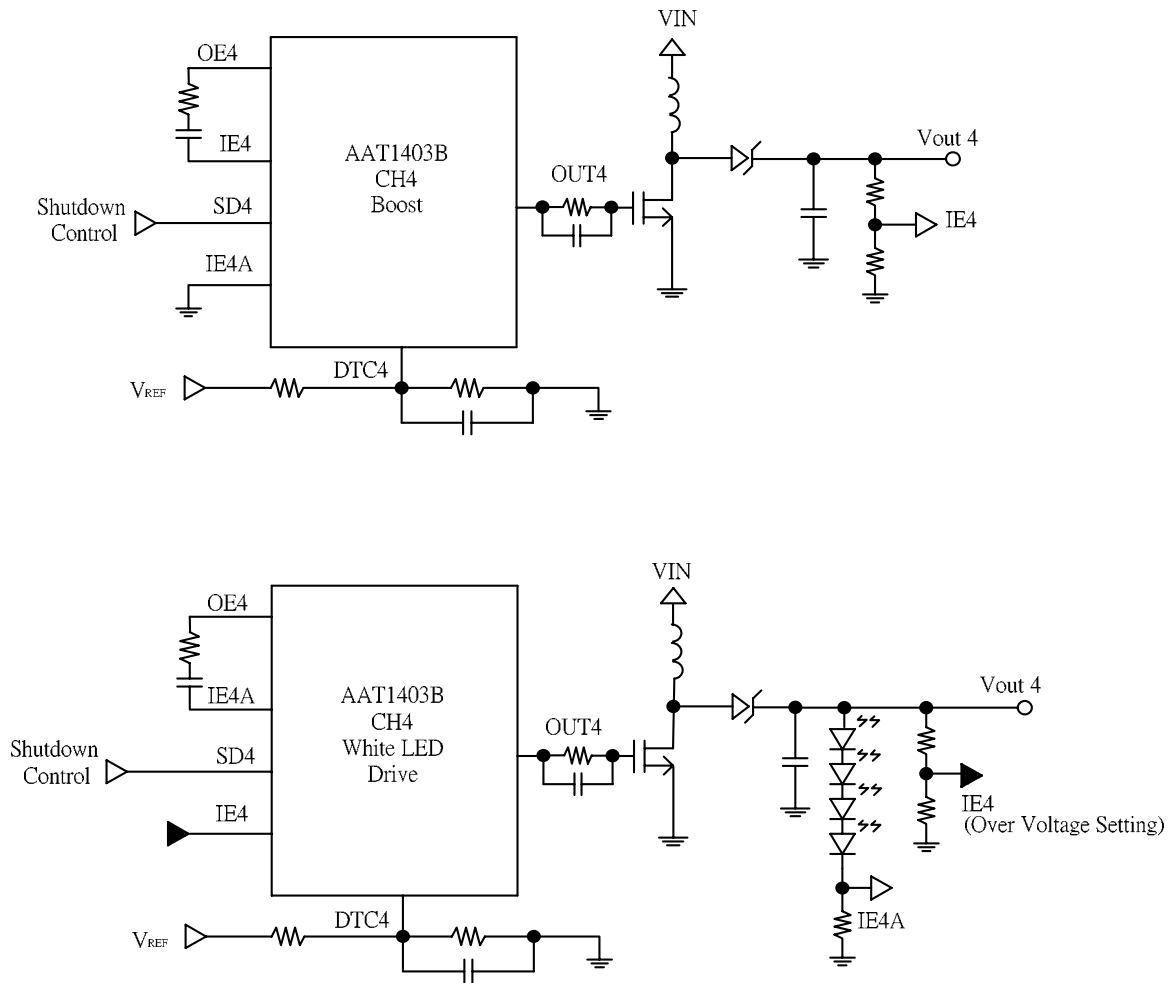 VIN
OE4
IE4
AAT1403B
CH4
Boost
OUT4
Vout 4
Shutdown
Control
SD4
IE4
IE4A
DTC4
VREF
VIN
OE4
IE4A
AAT1403B
CH4
White LED
Drive
OUT4
Vout 4
Shutdown
Control
SD4
IE4
IE4
(Over Voltage Setting)
IE4A
DTC4
VREF